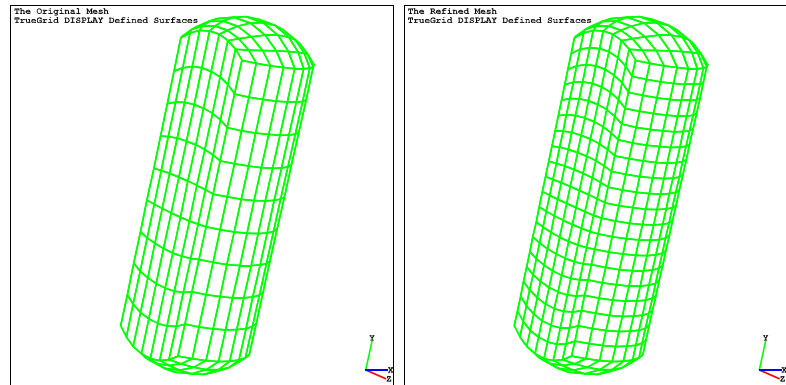 The Original Mesh
TrueGrid DISPLAY Defined Surfaces
Y
X
Z
The Refined Mesh
TrueGrid DISPLAY Defined Surfaces
Y
X
Z